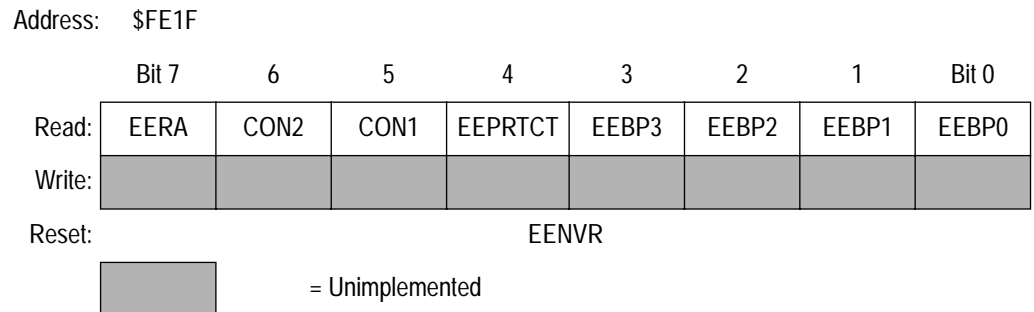 Address: $FE1F
Bit 7 6 5 4 3 2 1 Bit 0
Read: EERA CON2 CON1 EEPRTCT EEBP3 EEBP2 EEBP1 EEBP0
Write:
Reset: EENVR
= Unimplemented